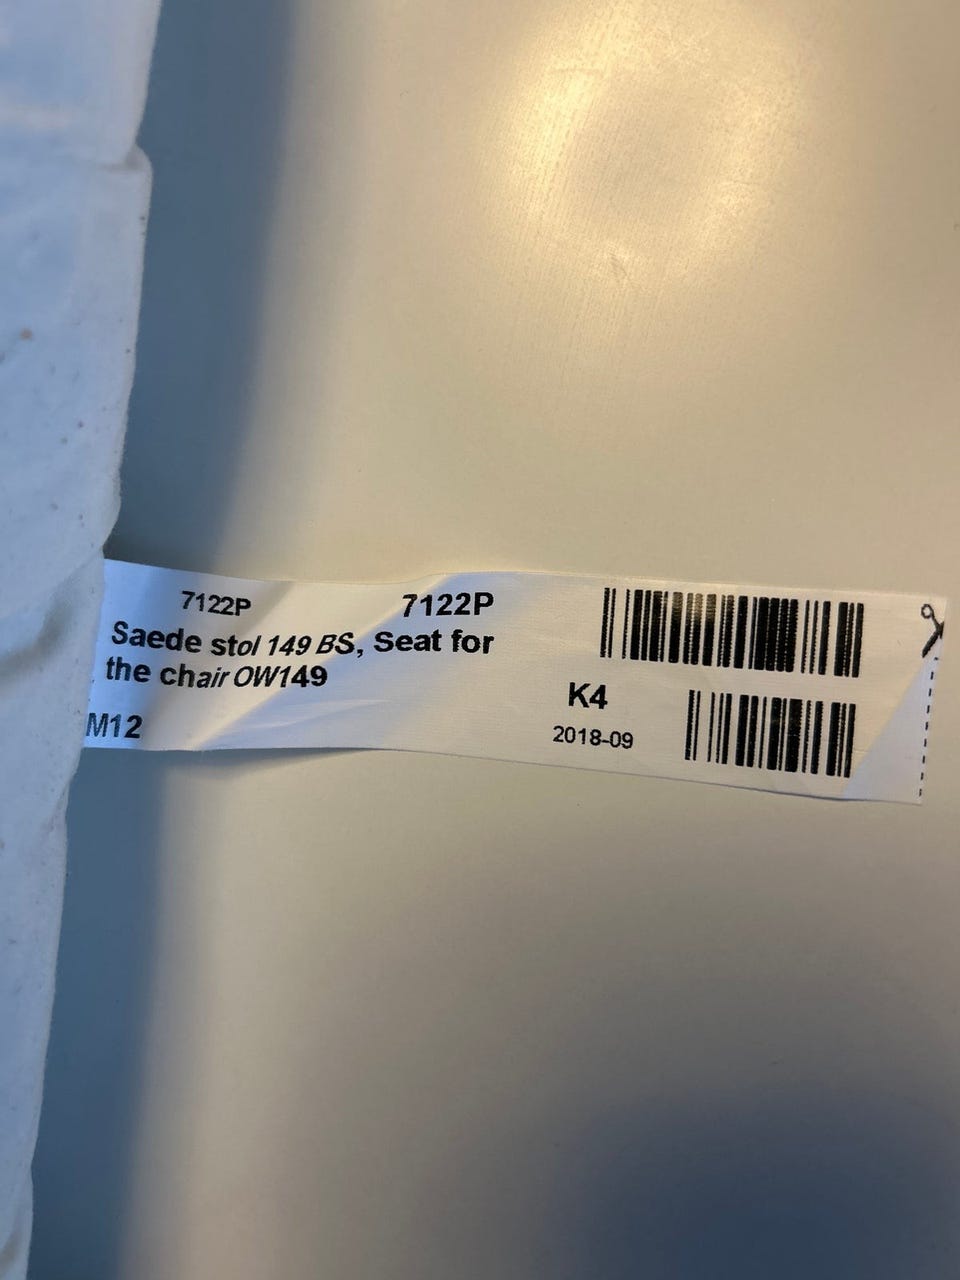 7122P 7122P
Saede stol 149 BS, Seat for
the chair OW149
M12
K4
2018-09